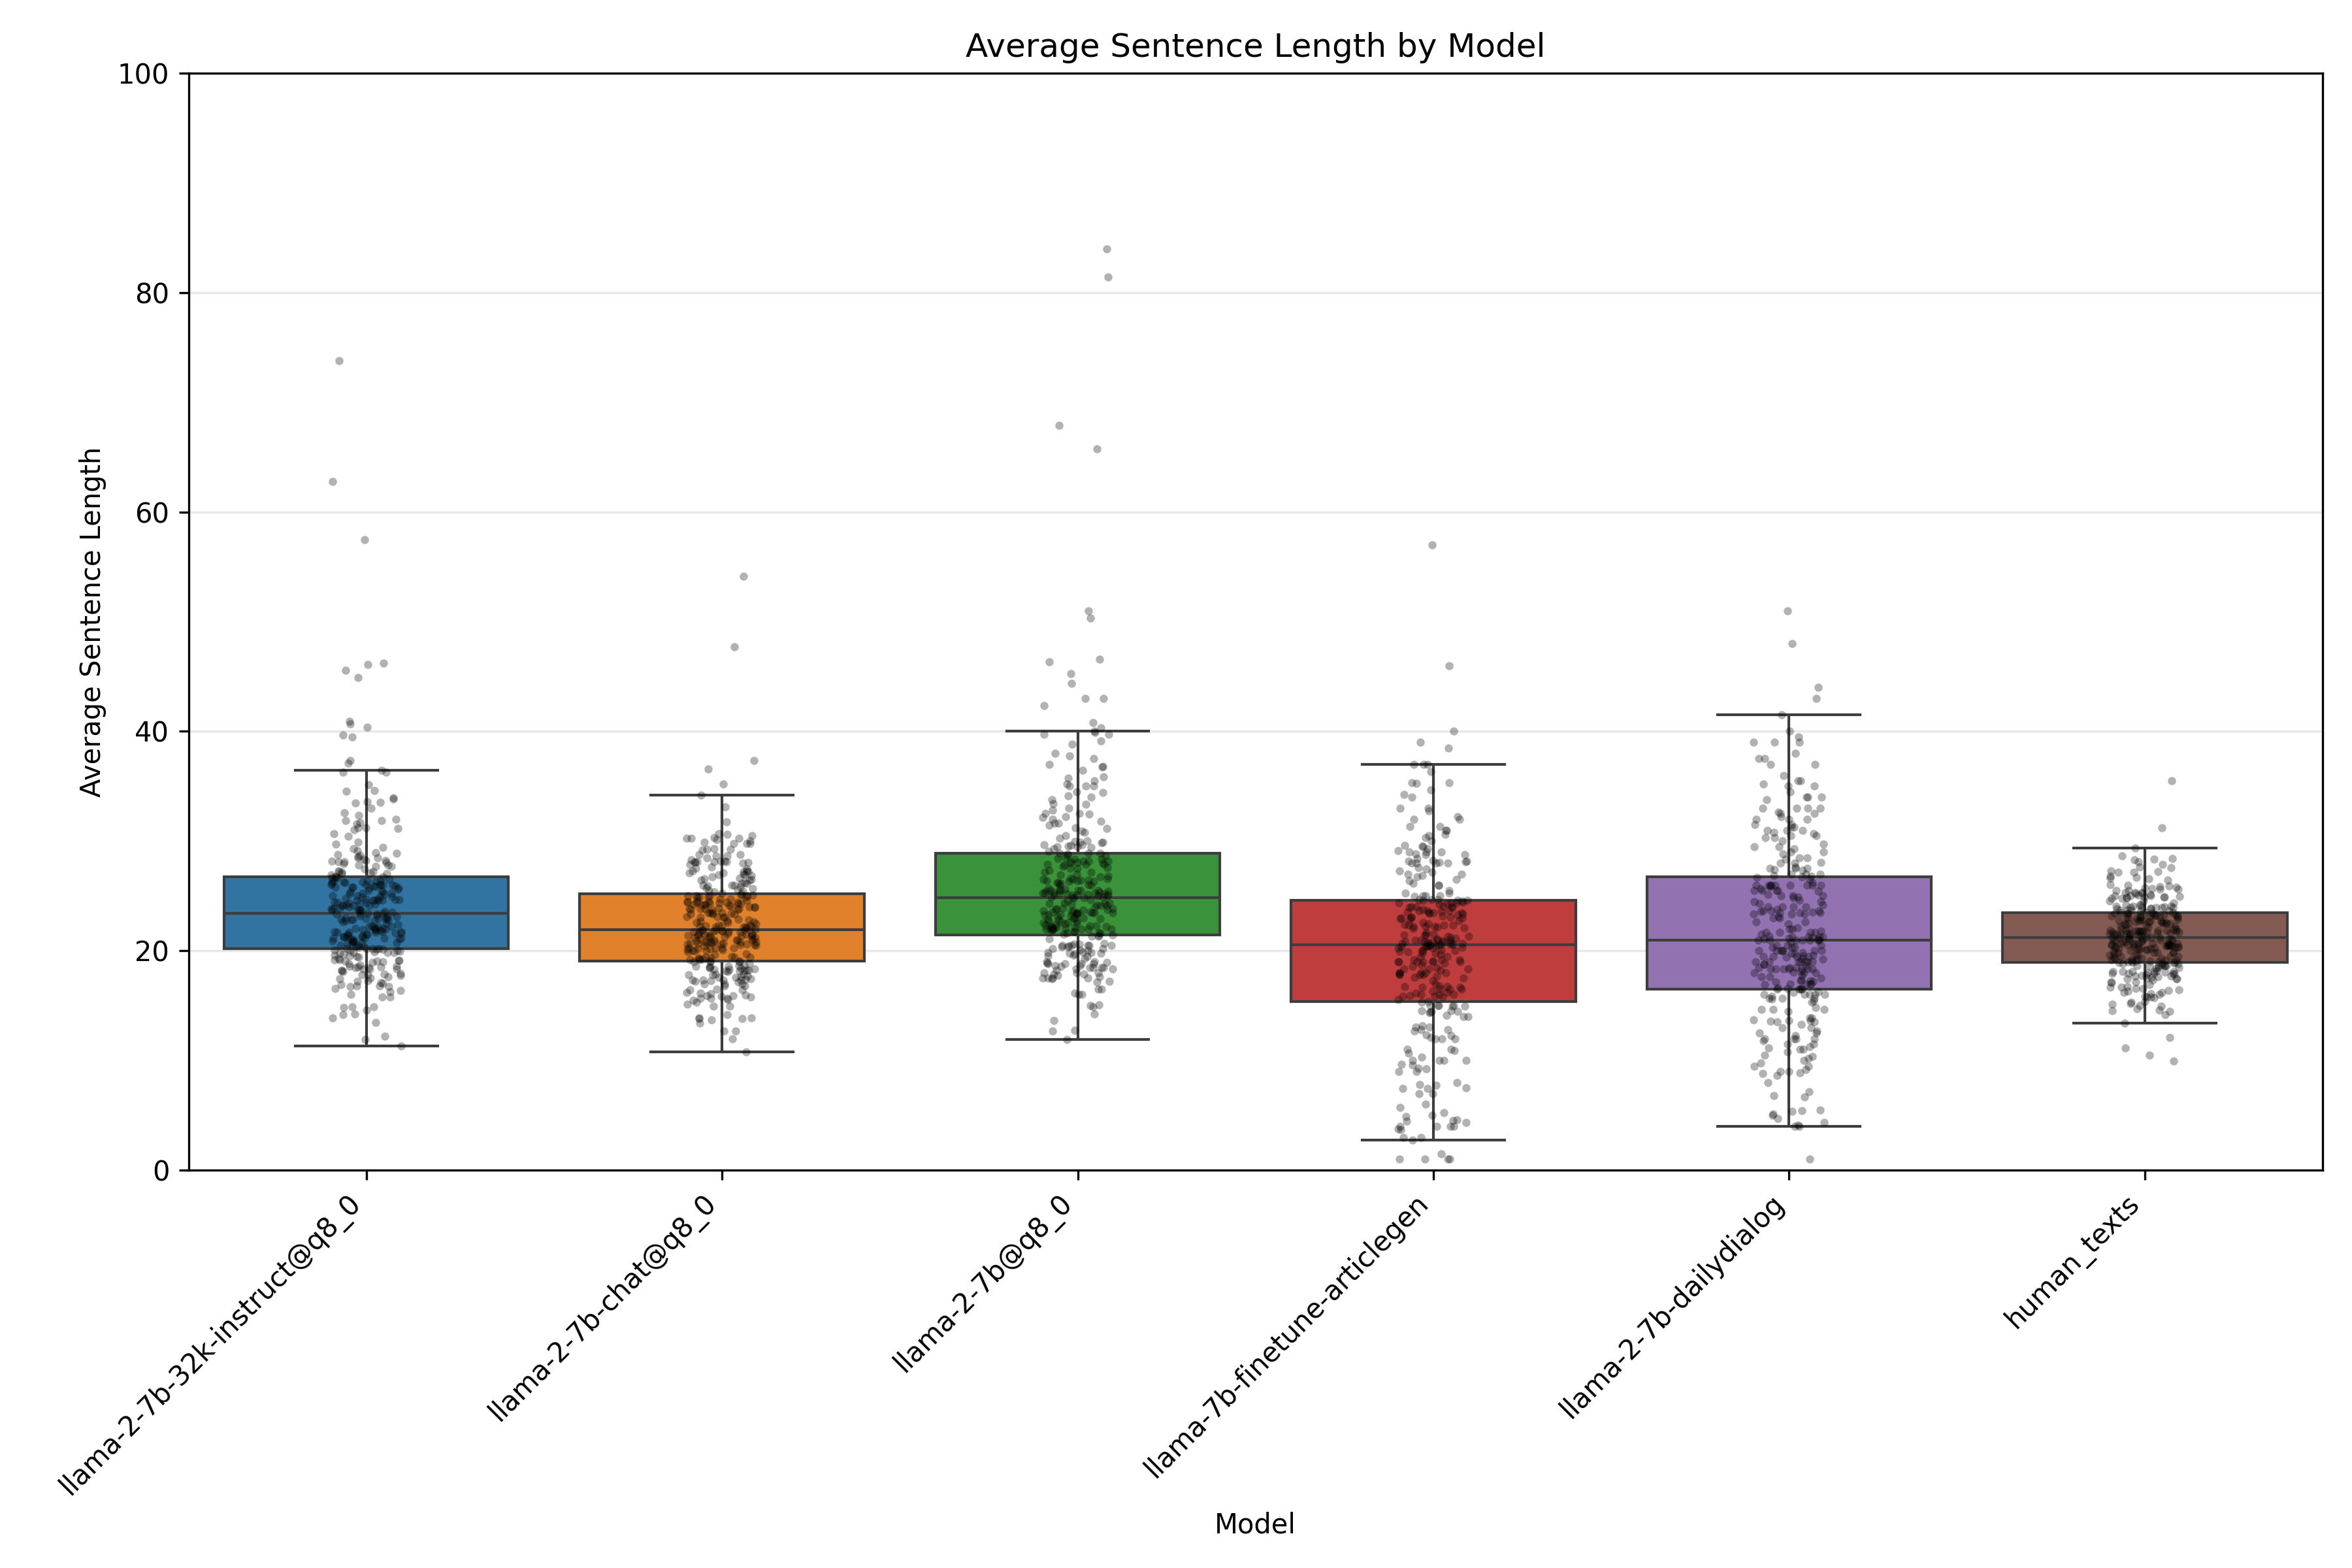 Average Sentence Length by Model
Average Sentence Length
100
80
60
40
20
0
llama-2-7b-32k-instruct@q8_0
llama-2-7b-chat@q8_0
llama-2-7b@q8_0
llama-7b-finetune-articlegen
llama-2-7b-dailydialog
human_texts
Model